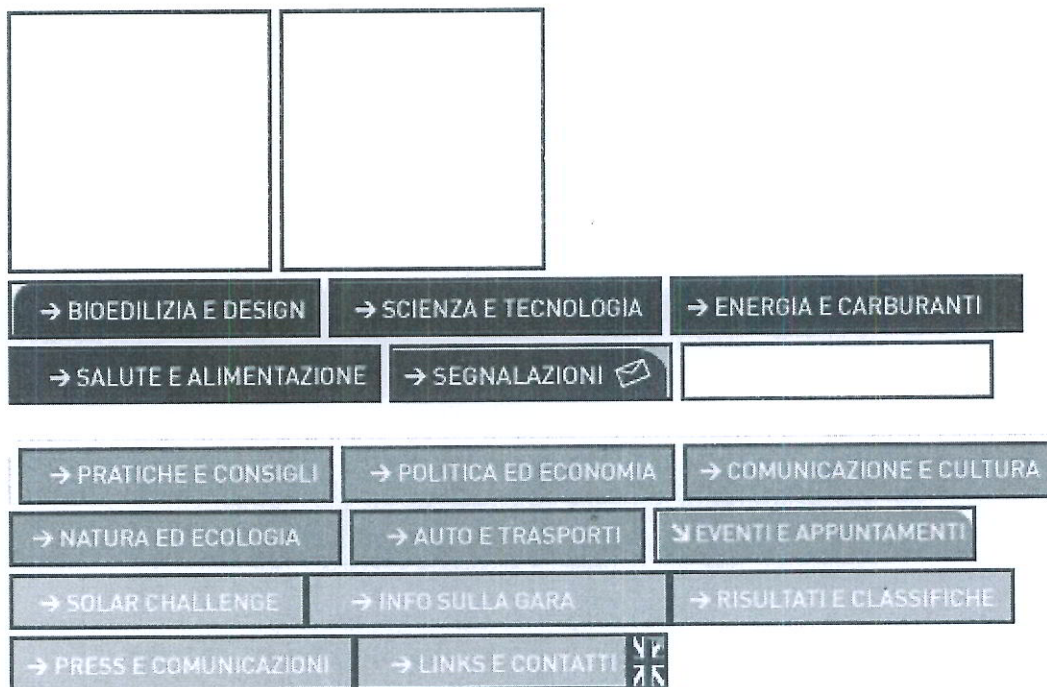 → BIOEDILIZIA E DESIGN → SCIENZA E TECNOLOGIA → ENERGIA E CARBURANTI
→ SALUTE E ALIMENTAZIONE → SEGNALAZIONI
→ PRATICHE E CONSIGLI → POLITICA ED ECONOMIA → COMUNICAZIONE E CULTURA
→ NATURA ED ECOLOGIA → AUTO E TRASPORTI ↘ EVENTI E APPUNTAMENTI
→ SOLAR CHALLENGE → INFO SULLA GARA → RISULTATI E CLASSIFICHE
→ PRESS E COMUNICAZIONI → LINKS E CONTATTI